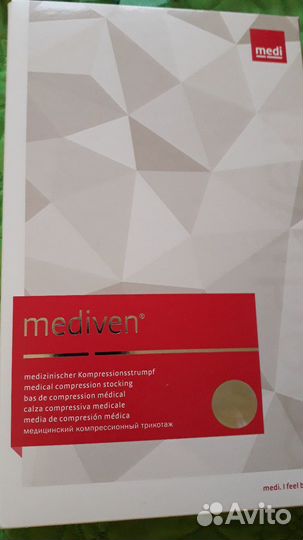 medi
mediven®
medizinischer Kompressionsstrumpf
medical compression stocking
bas de compression médical
calza compressiva medicale
media de compresión médica
медицинский компрессионный трикотаж
medi. I feel
Avito